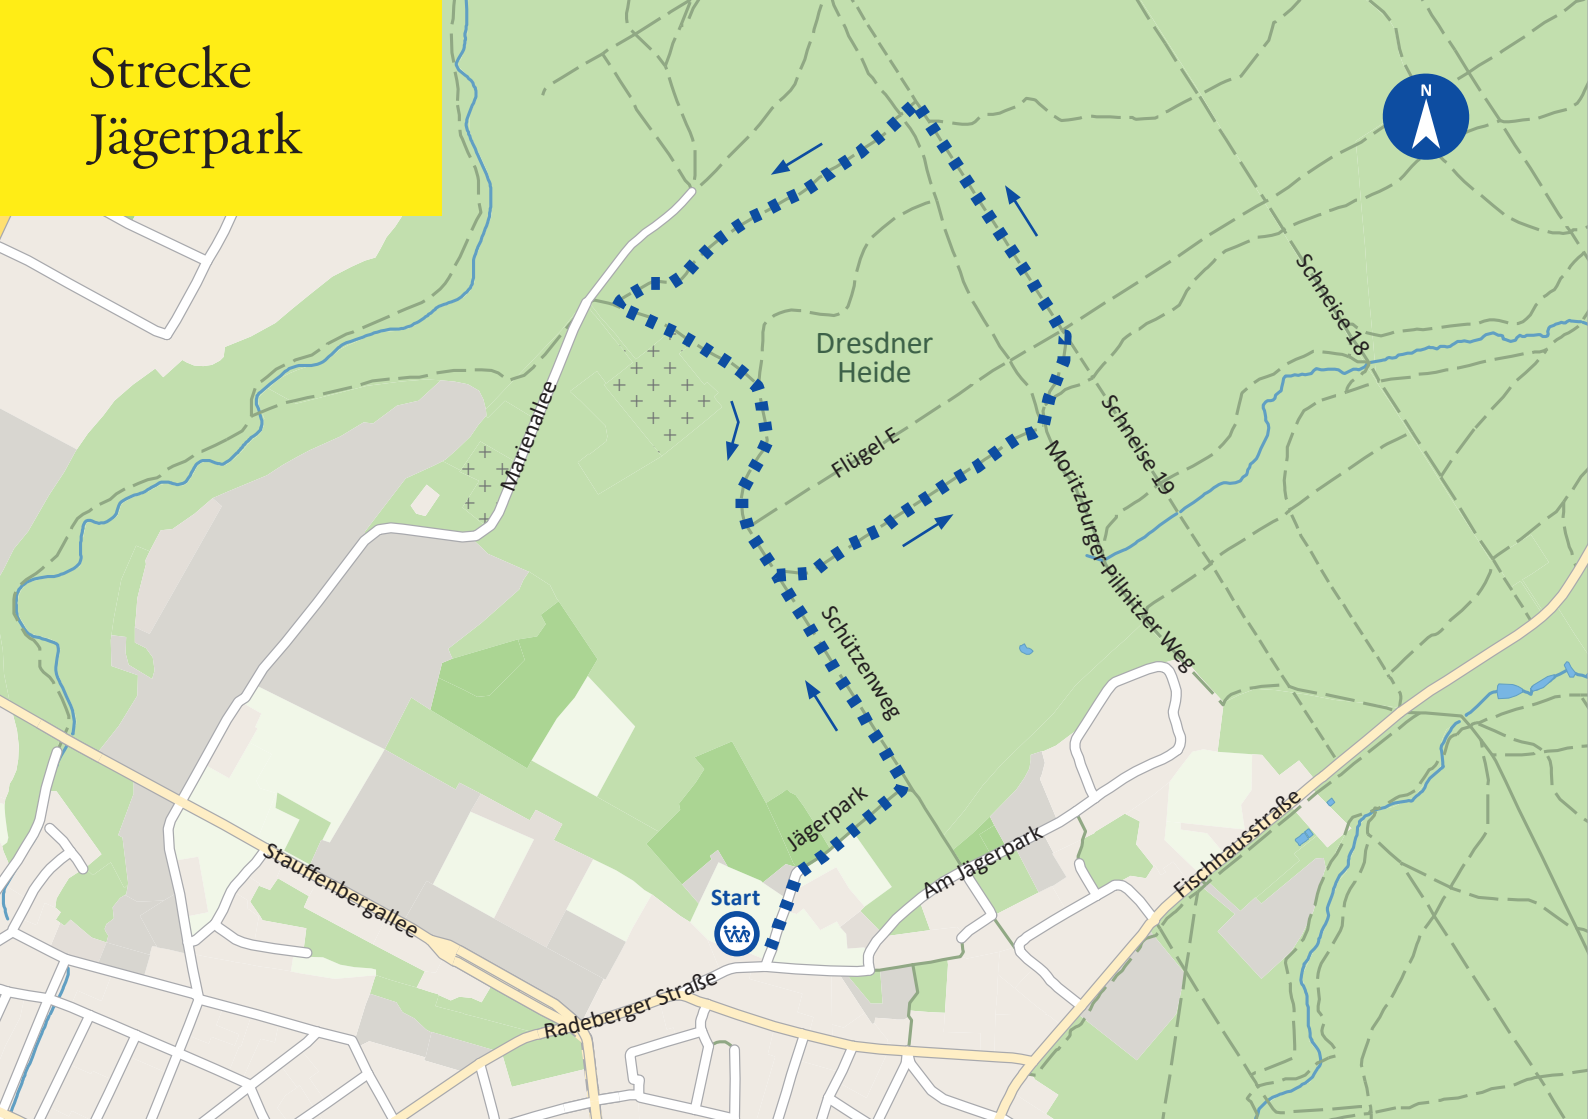 Strecke
Jägerpark
N
Schneise 18
Dresdner
Heide
Marienallee
Schneise 19
Flügel E
Moritzburger-Pillnitzer Weg
Schützenweg
Jägerpark
Fischhausstraße
Am Jägerpark
Stauffenbergallee
Start
Radeberger Straße